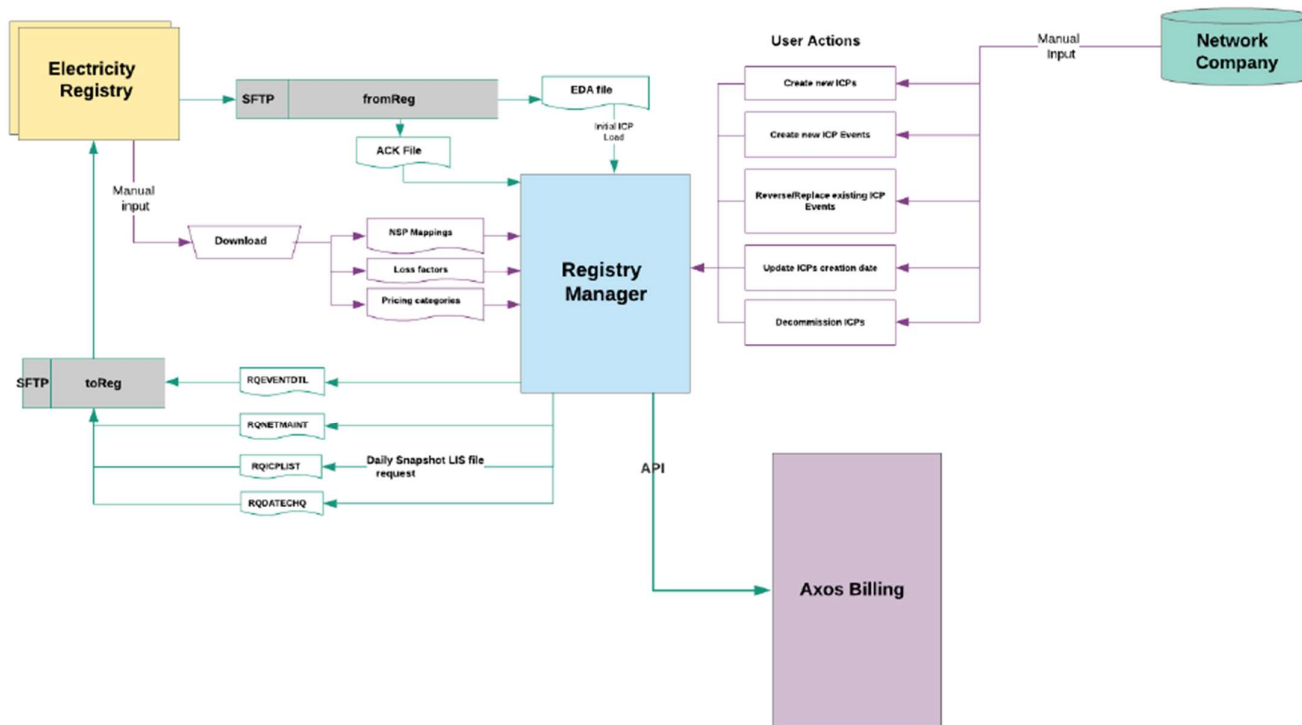 User Actions
Manual
Input
Network
Company
Electricity
Registry
SFTP
fromReg
EDA file
Create new ICPs
Initial ICP
Load
ACK File
Create new ICP Events
Manual
input
Reverse/Replace existing ICP
Events
Download
NSP Mappings
Loss factors
Pricing categories
Registry
Manager
Update ICPs creation date
Decommission ICPs
SFTP
toReg
RQEVENTDTL
RQNETMAINT
RQICPLIST
Daily Snapshot LIS file
request
RQDATECHQ
API
Axos Billing